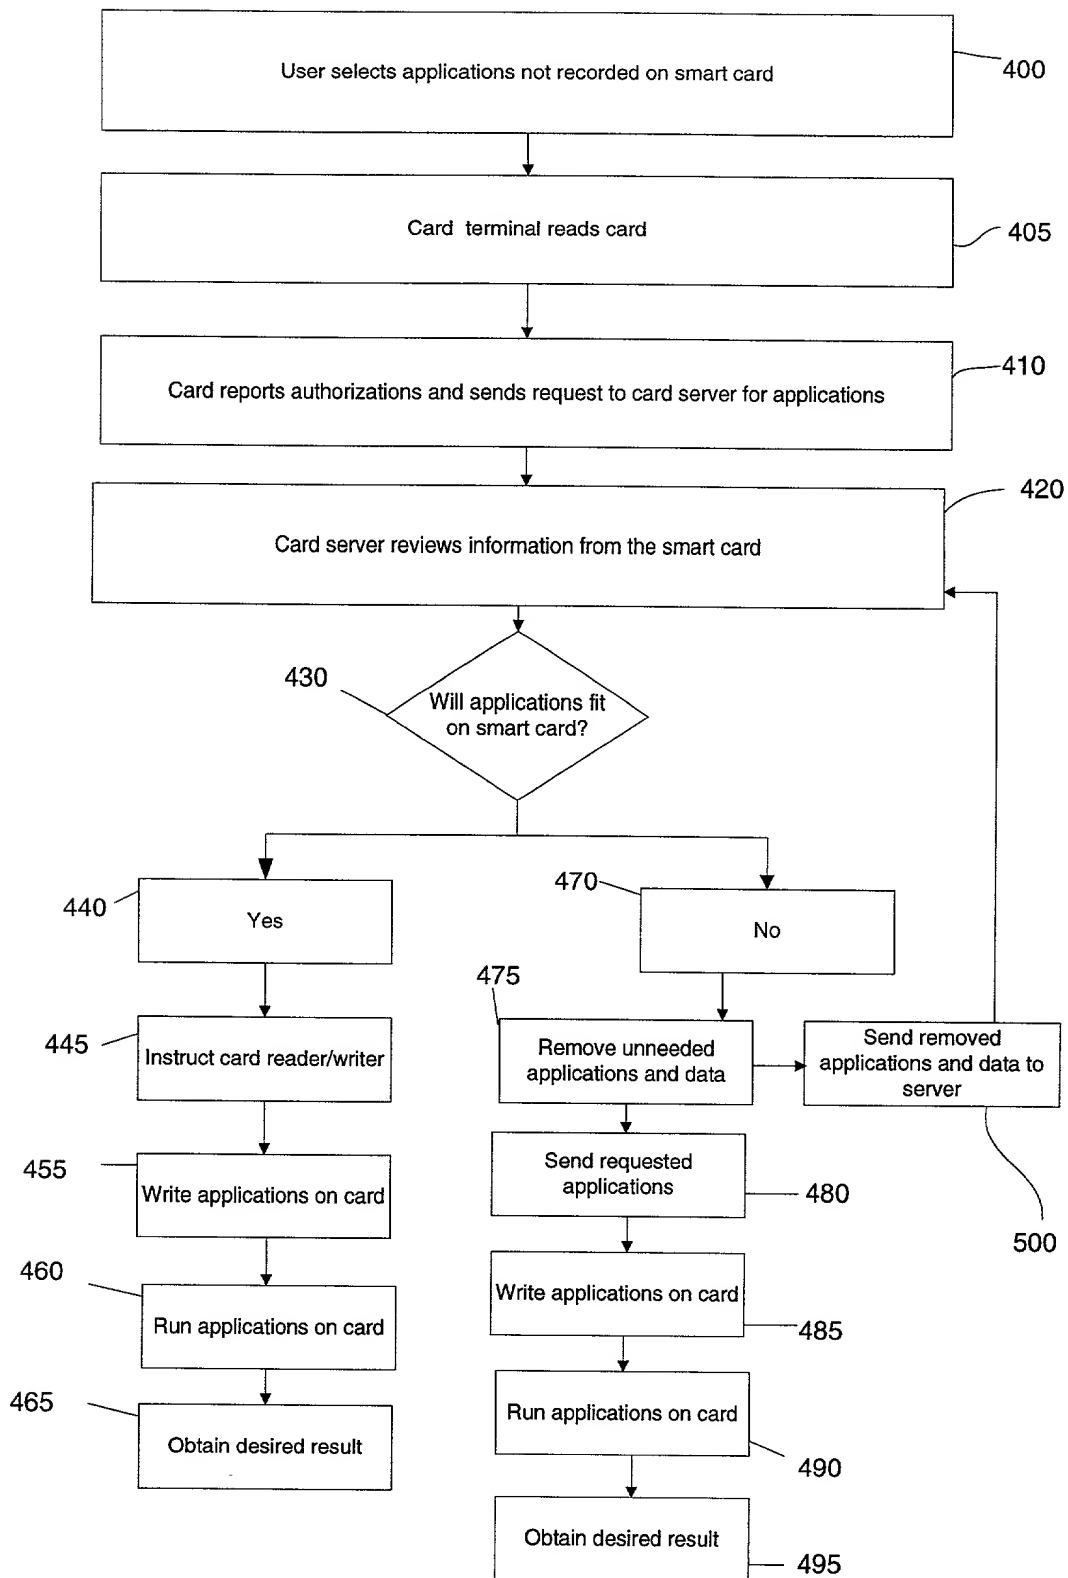 User selects applications not recorded on smart card
400
Card terminal reads card
405
Card reports authorizations and sends request to card server for applications
410
Card server reviews information from the smart card
420
430
Will applications fit
on smart card?
440
Yes
470
No
445
Instruct card reader/writer
475
Remove unneeded
applications and data
Send removed
applications and data to
server
500
455
Write applications on card
Send requested
applications
480
460
Run applications on card
Write applications on card
485
465
Obtain desired result
Run applications on card
490
Obtain desired result
495